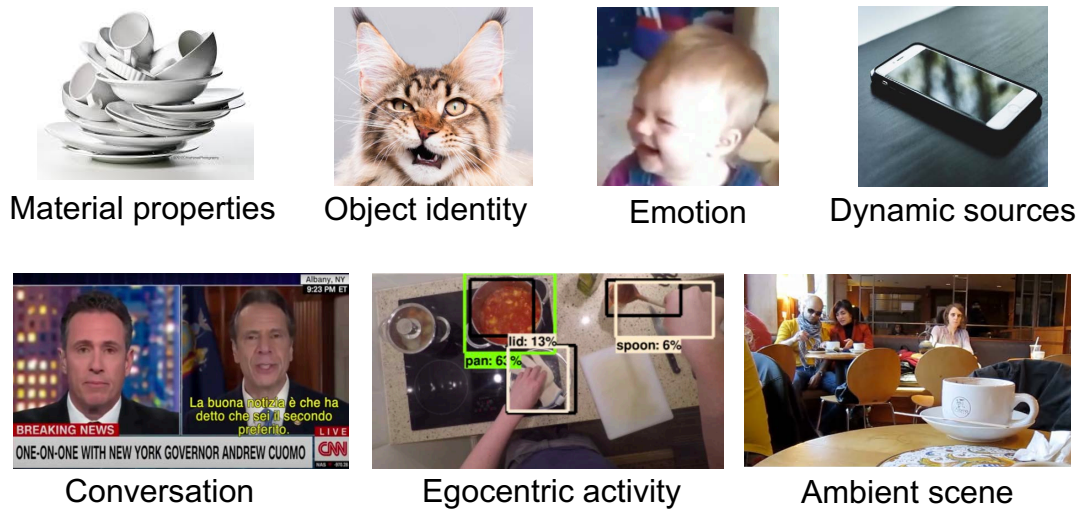 Material properties
Object identity
Emotion
Dynamic sources
Albany, NY
9:23 PM ET
La buona notizia è che ha
detto che sei il secondo
preferito.
BREAKING NEWS
LIVE
ONE-ON-ONE WITH NEW YORK GOVERNOR ANDREW CUOMO
CNN
lid: 13%
pan: 63%
spoon: 6%
Conversation
Egocentric activity
Ambient scene